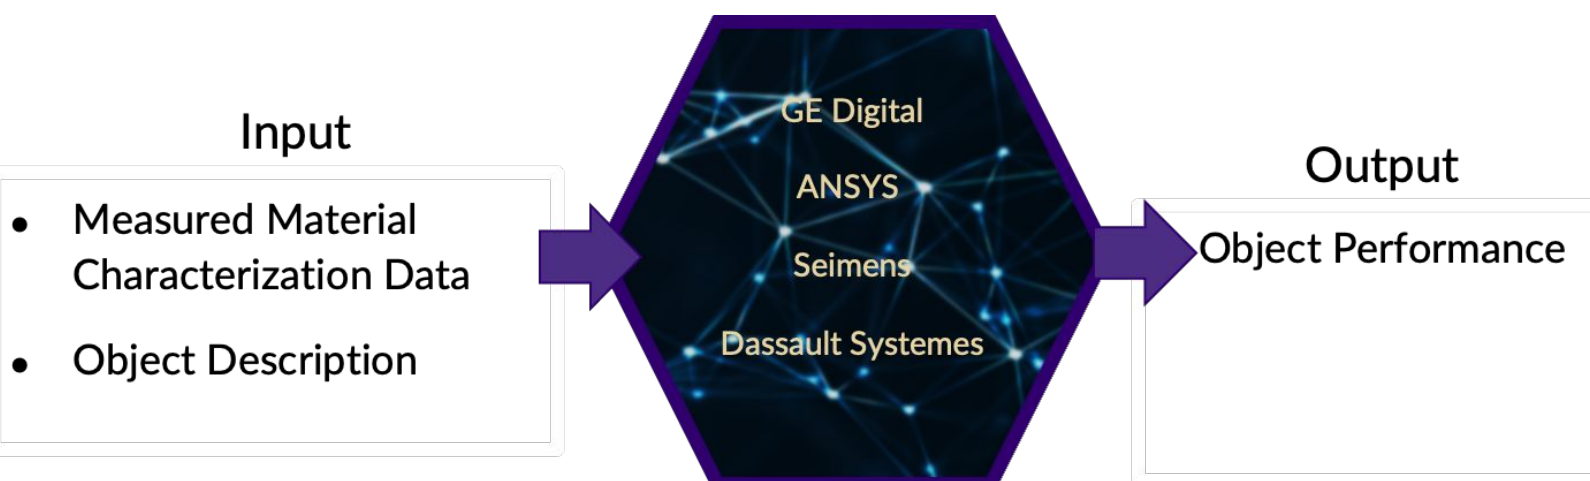 Input
• Measured Material
Characterization Data
• Object Description
GE Digital
ANSYS
Seimens
Dassault Systemes
Output
Object Performance